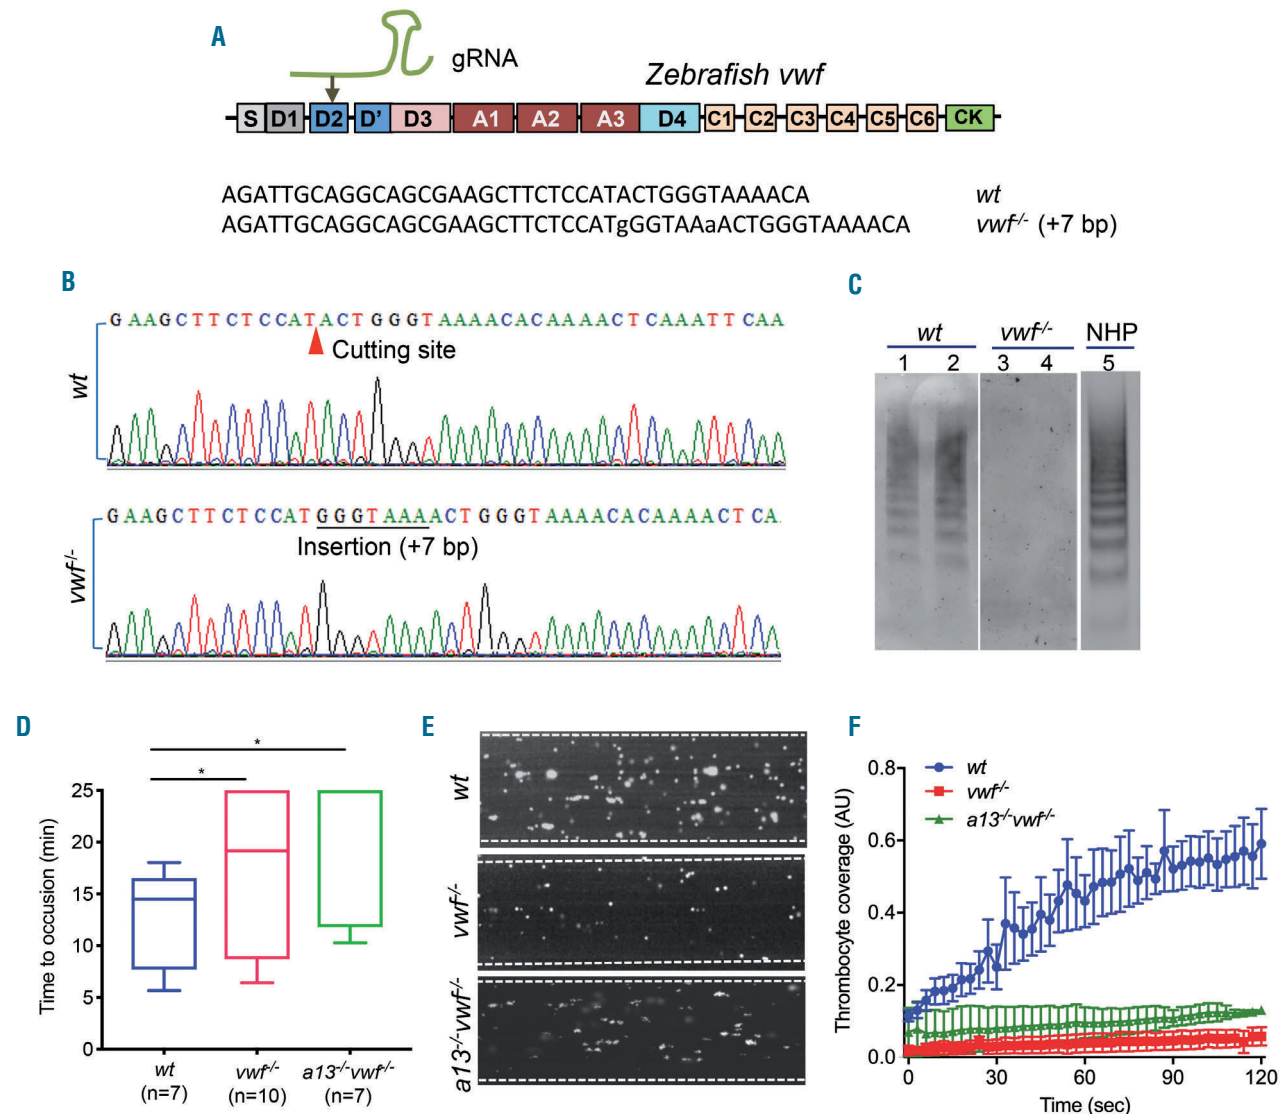 A
gRNA
Zebrafish vwf
S D1 D2 D' D3 A1 A2 A3 D4 C1 C2 C3 C4 C5 C6 CK
AGATTGCAGGCAGCGAAGCTTCTCCATACTGGGTAAAACA wt
AGATTGCAGGCAGCGAAGCTTCTCCATgGGTAAaACTGGGTAAAACA vwf-/- (+7 bp)
B
wt
GAAGCTTCTCCATACTGGGTAAAACACAAAACTCAAATTCAA
Cutting site
vwf-/-
GAAGCTTCTCCATGGGTAAAACTGGGTAAAACACAAAACTCA
Insertion (+7 bp)
C
wt vwf-/- NHP
1 2 3 4 5
D
Time to occusion (min)
25
20
15
10
5
0
* *
wt vwf-/- a13-/-vwf-/-
(n=7) (n=10) (n=7)
E
wt
vwf-/-
a13-/-vwf-/-
F
wt
vwf-/-
a13-/-vwf-/-
Thrombocyte coverage (AU)
0.8
0.6
0.4
0.2
0.0
0 30 60 90 120
Time (sec)